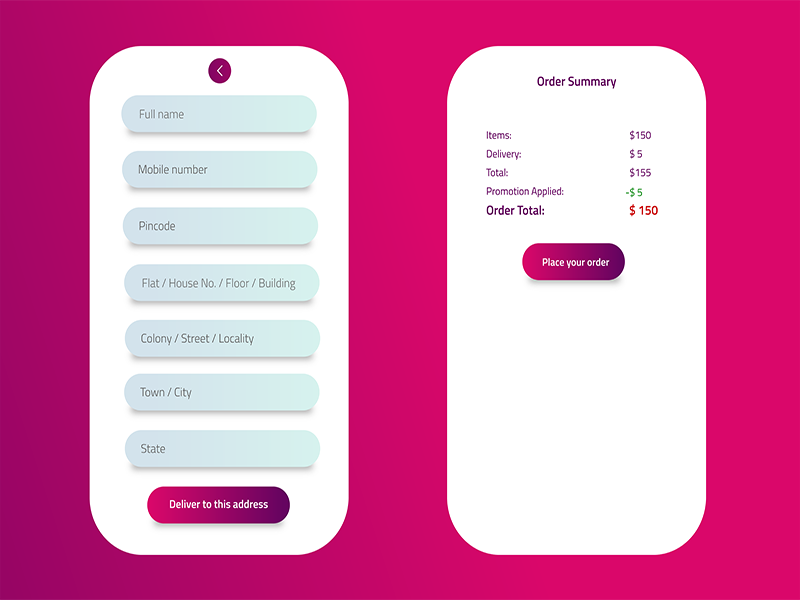 Full name
Mobile number
Pincode
Flat / House No. / Floor / Building
Colony / Street / Locality
Town / City
State
Deliver to this address
Order Summary
Items: $150
Delivery: $ 5
Total: $155
Promotion Applied: -$ 5
Order Total: $ 150
Place your order